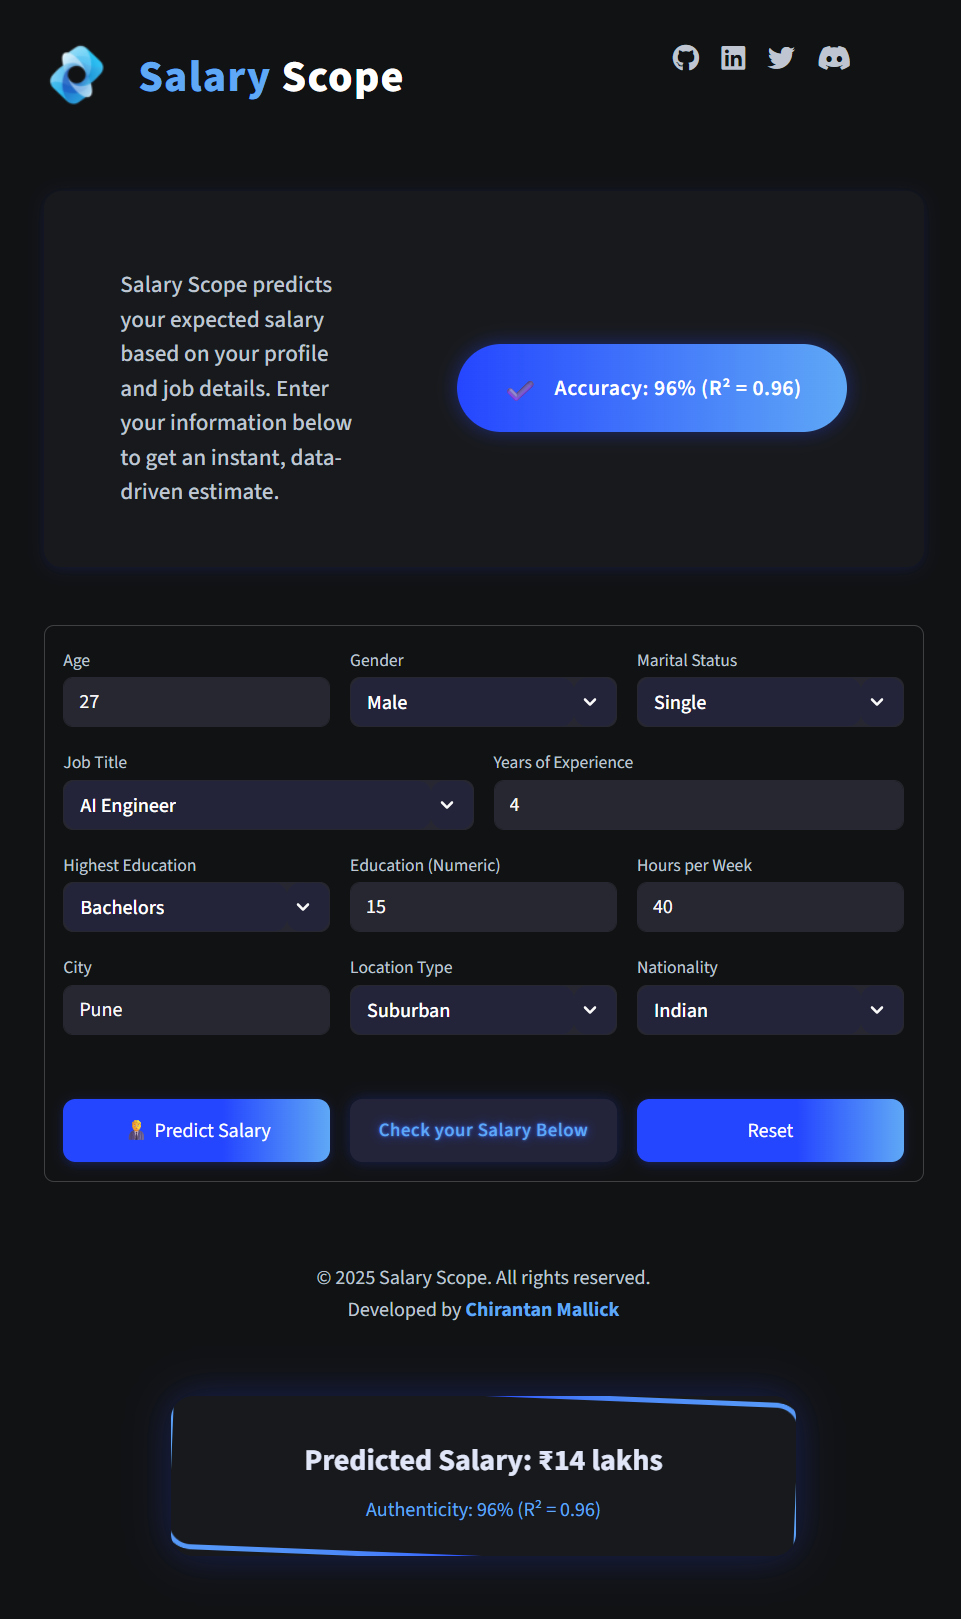 Salary Scope
Salary Scope predicts
your expected salary
based on your profile
and job details. Enter
your information below
to get an instant, data-
driven estimate.
Accuracy: 96% (R² = 0.96)
Age
Gender
Marital Status
27
Male
Single
Job Title
Years of Experience
AI Engineer
4
Highest Education
Education (Numeric)
Hours per Week
Bachelors
15
40
City
Location Type
Nationality
Pune
Suburban
Indian
Predict Salary
Check your Salary Below
Reset
© 2025 Salary Scope. All rights reserved.
Developed by Chirantan Mallick
Predicted Salary: ₹14 lakhs
Authenticity: 96% (R² = 0.96)